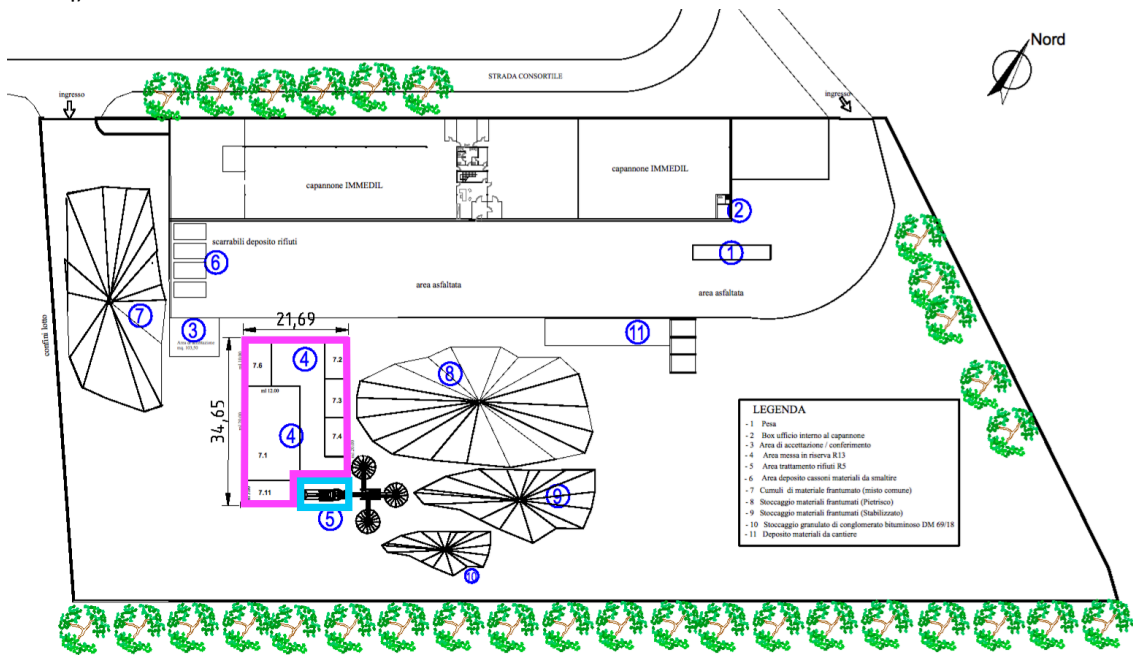 Nord
STRADA CONSORTILE
ingresso
ingresso
capannone IMMEDIL
capannone IMMEDIL
2
scarrabili deposito rifiuti
1
6
area asfaltata
area asfaltata
7
3
21,69
11
4
7.6
7.2
8
confini lotto
ml 12.00
34,65
7.3
4
7.4
7.1
7.11
5
9
10
LEGENDA
- 1 Pesa
- 2 Box ufficio interno al capannone
- 3 Area di accettazione / conferimento
- 4 Area messa in riserva R13
- 5 Area trattamento rifiuti R5
- 6 Area deposito cassoni materiali da smaltire
- 7 Cumuli di materiale frantumato (misto comune)
- 8 Stoccaggio materiali frantumati (Pietrisco)
- 9 Stoccaggio materiali frantumati (Stabilizzato)
- 10 Stoccaggio granulato di conglomerato bituminoso DM 69/18
- 11 Deposito materiali da cantiere